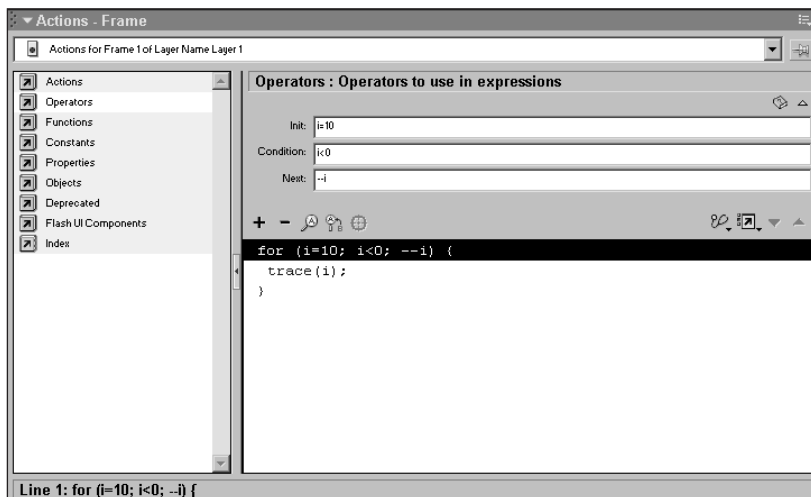 Actions - Frame
Actions for Frame 1 of Layer Name Layer 1
Actions
Operators
Functions
Constants
Properties
Objects
Deprecated
Flash UI Components
Index
Operators : Operators to use in expressions
Init: i=10
Condition: i<0
Next: --i
for (i=10; i<0; --i) {
trace(i);
}
Line 1: for (i=10; i<0; --i) {